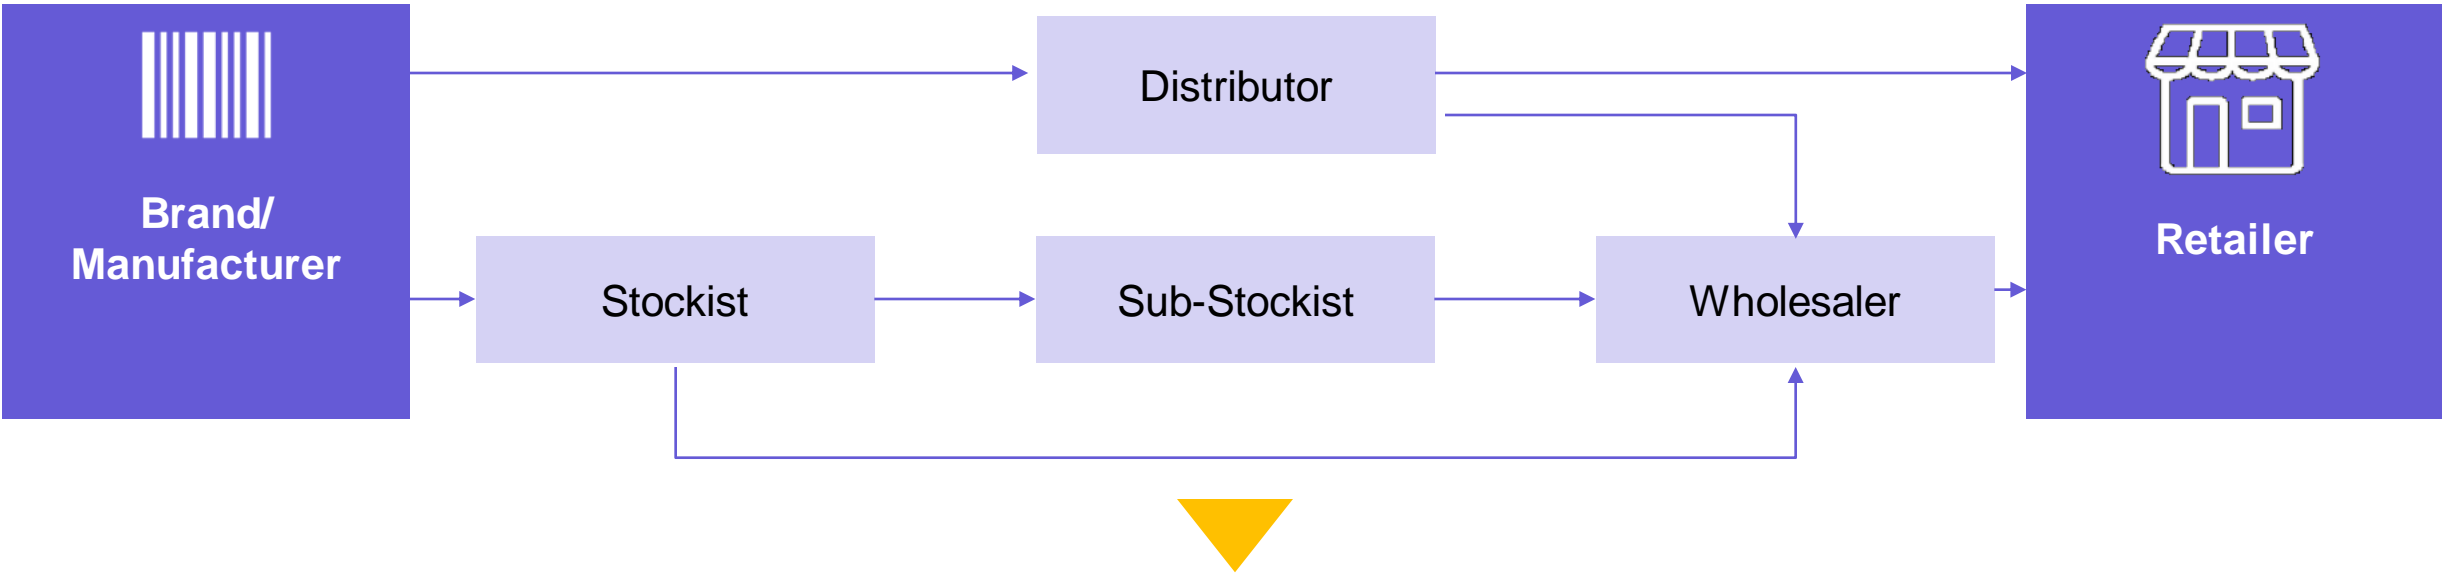 Distributor
Brand/
Manufacturer
Retailer
Stockist
Sub-Stockist
Wholesaler